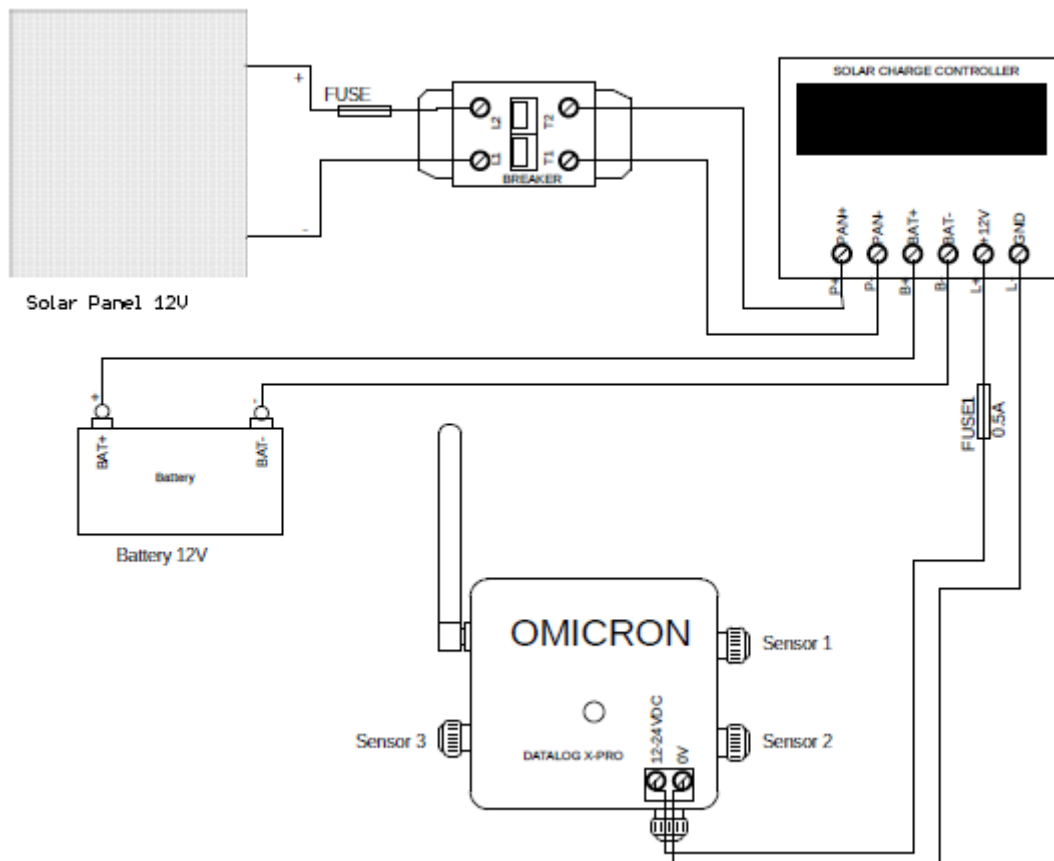 SOLAR CHARGE CONTROLLER
+
FUSE
L2
T2
L1
T1
BREAKER
-
PAN+
PAN-
BAT+
BAT-
+12V
GND
P+
P-
B+
B-
L+
L-
Solar Panel 12V
+
-
BAT+
BAT-
Battery
Battery 12V
FUSE1
0.5A
OMICRON
Sensor 1
Sensor 3
Sensor 2
12-24VDC
0V
DATALOG X-PRO